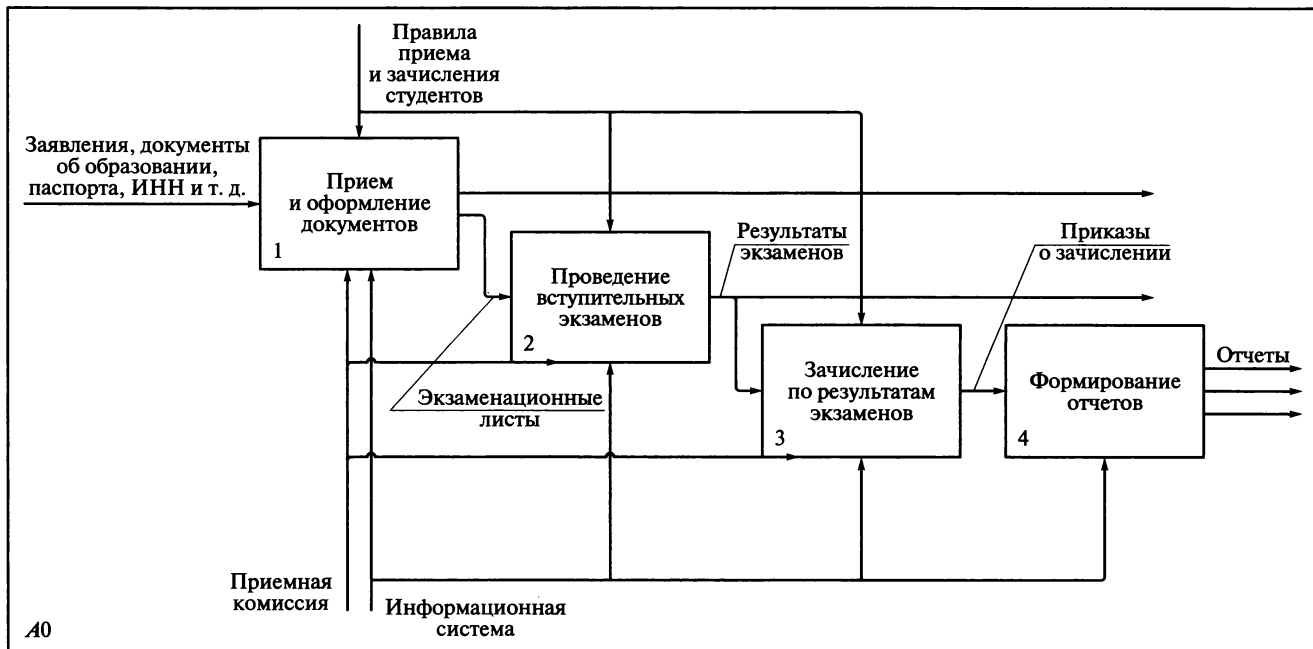 Правила
приема
и зачисления
студентов
Заявления, документы
об образовании,
паспорта, ИНН и т. д.
Прием
и оформление
документов
1
Проведение
вступительных
экзаменов
2
Результаты
экзаменов
Приказы
о зачислении
Экзаменационные
листы
Зачисление
по результатам
экзаменов
3
Формирование
отчетов
4
Отчеты
Приемная
комиссия
Информационная
система
А0